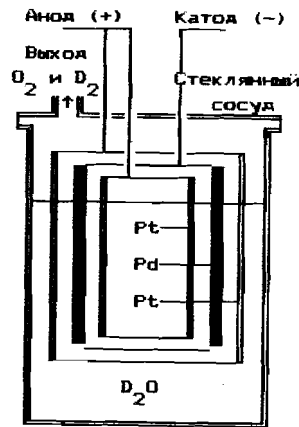 Анод (+)
Катод (−)
Выход
O₂ и D₂
Стеклянный
сосуд
Pt
Pd
Pt
D₂O